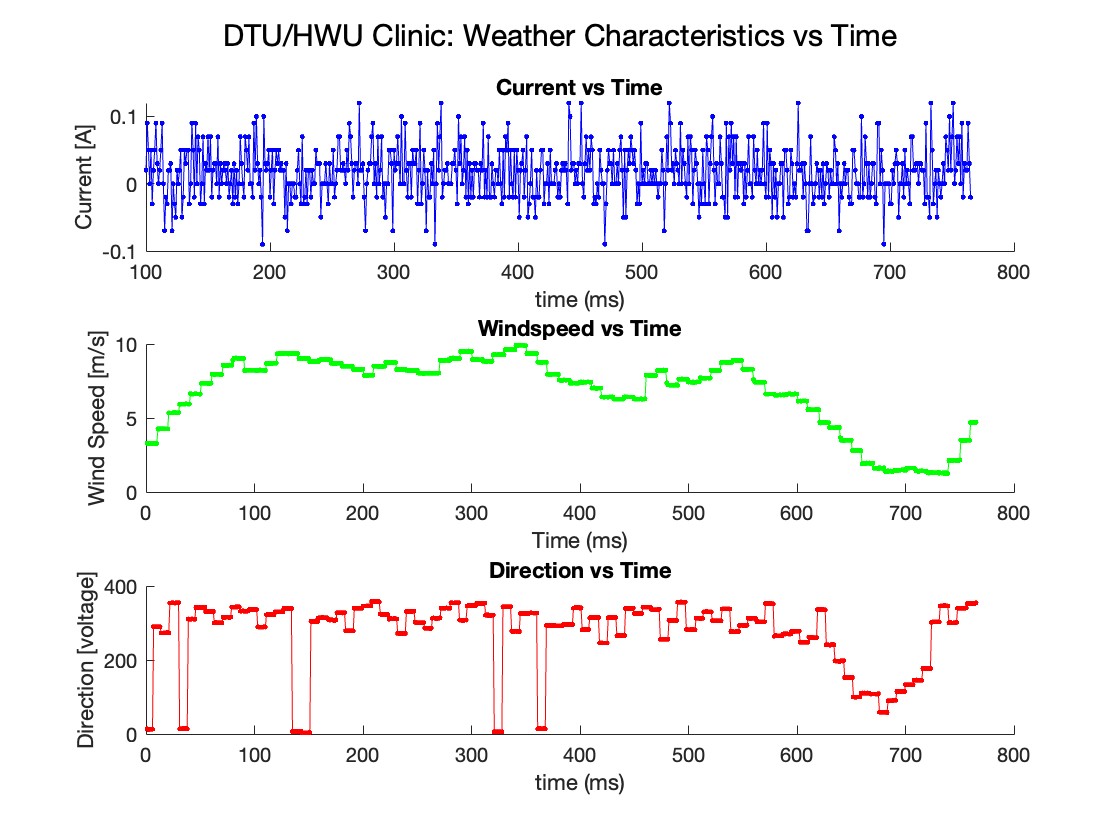 DTU/HWU Clinic: Weather Characteristics vs Time
Current vs Time
Current [A]
0.1
0
-0.1
100 200 300 400 500 600 700 800
time (ms)
Windspeed vs Time
Wind Speed [m/s]
10
5
0
0 100 200 300 400 500 600 700 800
Time (ms)
Direction vs Time
Direction [voltage]
400
200
0
0 100 200 300 400 500 600 700 800
time (ms)